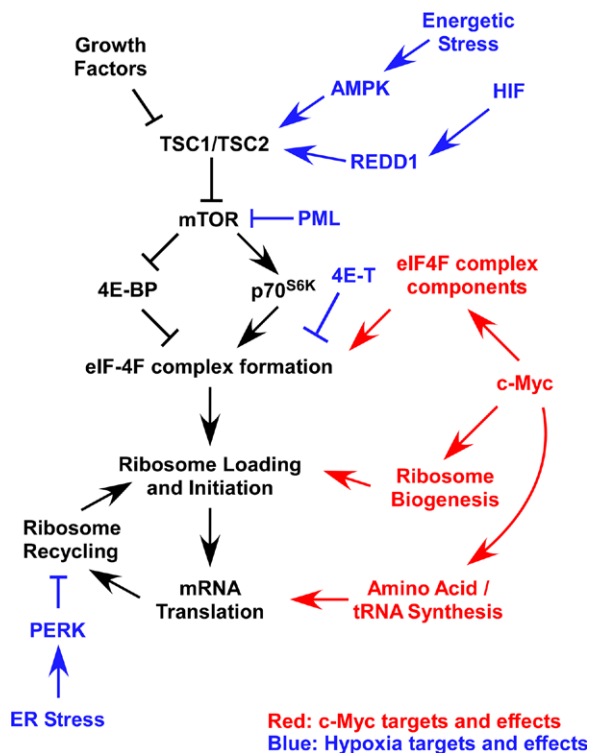 Energetic
Stress
Growth
Factors
AMPK
HIF
TSC1/TSC2
REDD1
mTOR
PML
4E-BP
p70S6K
4E-T
eIF4F complex
components
eIF-4F complex formation
c-Myc
Ribosome Loading
and Initiation
Ribosome
Biogenesis
Ribosome
Recycling
mRNA
Translation
Amino Acid /
tRNA Synthesis
PERK
ER Stress
Red: c-Myc targets and effects
Blue: Hypoxia targets and effects